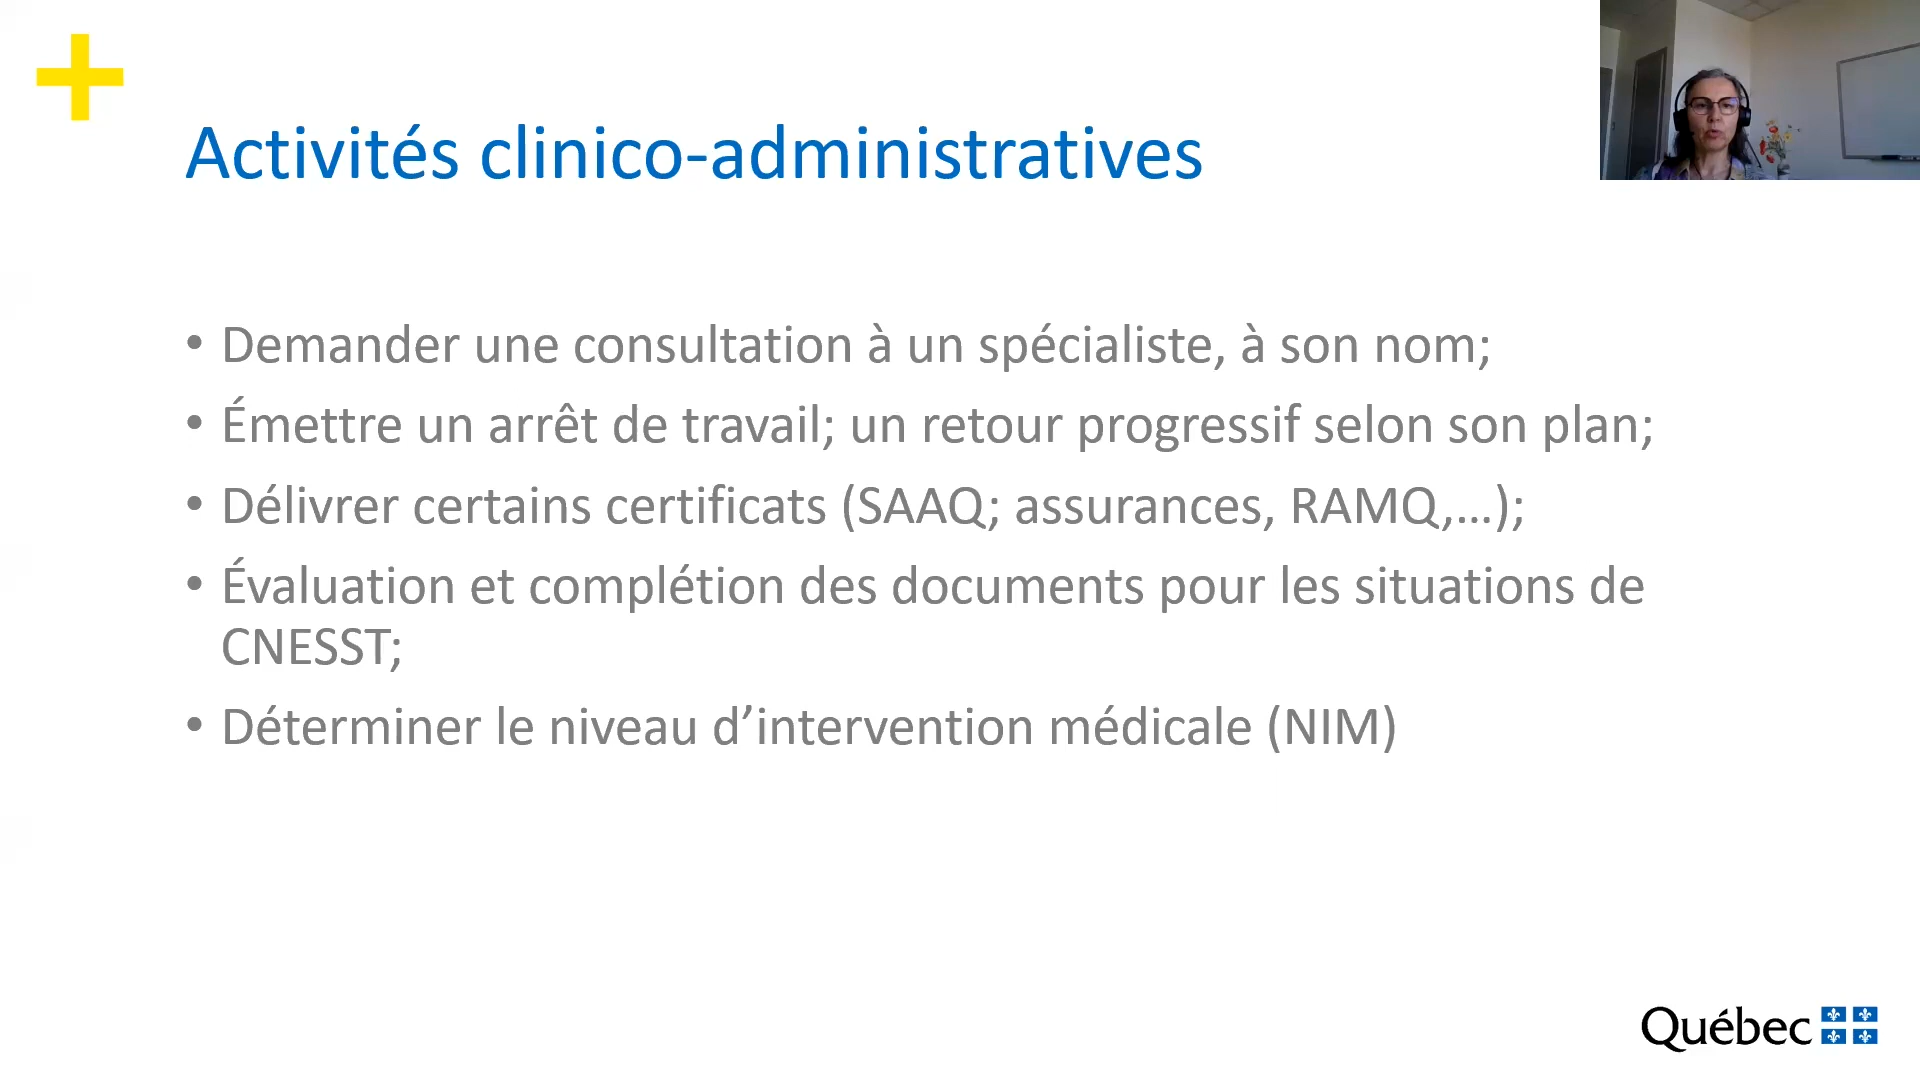 Activités clinico-administratives
• Demander une consultation à un spécialiste, à son nom;
• Émettre un arrêt de travail; un retour progressif selon son plan;
• Délivrer certains certificats (SAAQ; assurances, RAMQ,...);
• Évaluation et complétion des documents pour les situations de
CNESST;
• Déterminer le niveau d’intervention médicale (NIM)
Québec